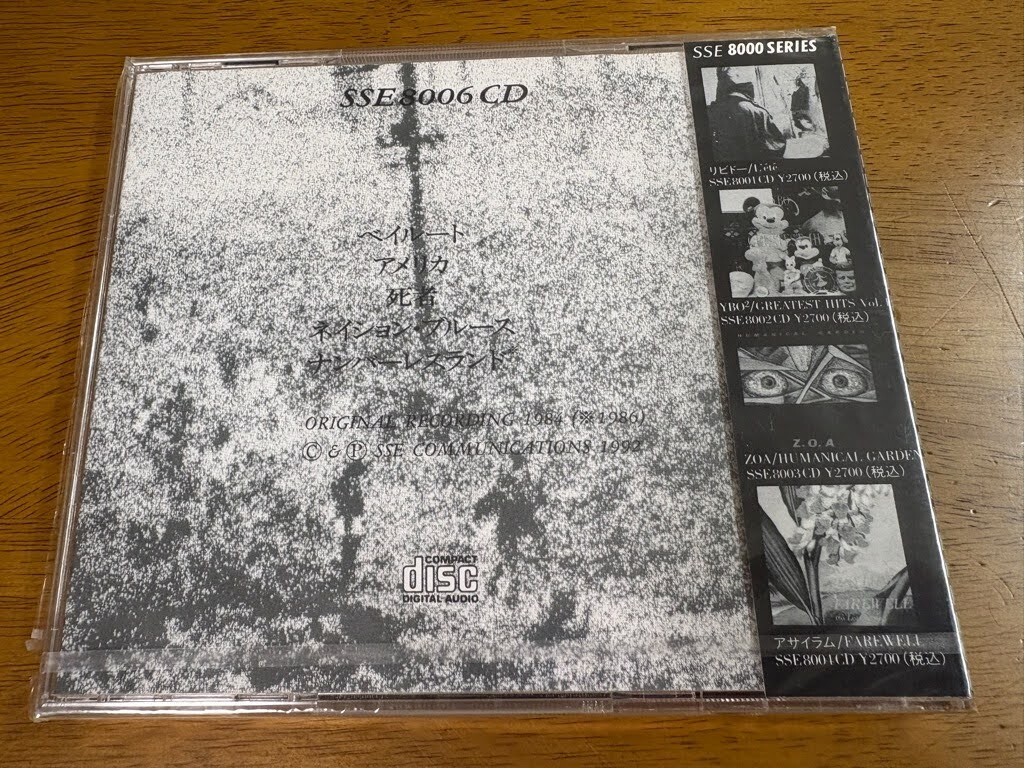 SSE 8006 CD
ベイルート
アメリカ
死者
ネイション・ブルース
ナンバーレスランド
ORIGINAL RECORDING 1984 (※1986)
© & ℗ SSE COMMUNICATIONS 1992
COMPACT
disc
DIGITAL AUDIO
SSE 8000 SERIES
リビドー/L'été
SSE8001CD ¥2700 (税込)
YBO²/GREATEST HITS Vol.
SSE8002CD ¥2700 (税込)
HUMANICAL GARDEN
Z.O.A
ZOA/HUMANICAL GARDEN
SSE8003CD ¥2700 (税込)
FAREWELL
アサイラム/FAREWELL
SSE8004CD ¥2700 (税込)